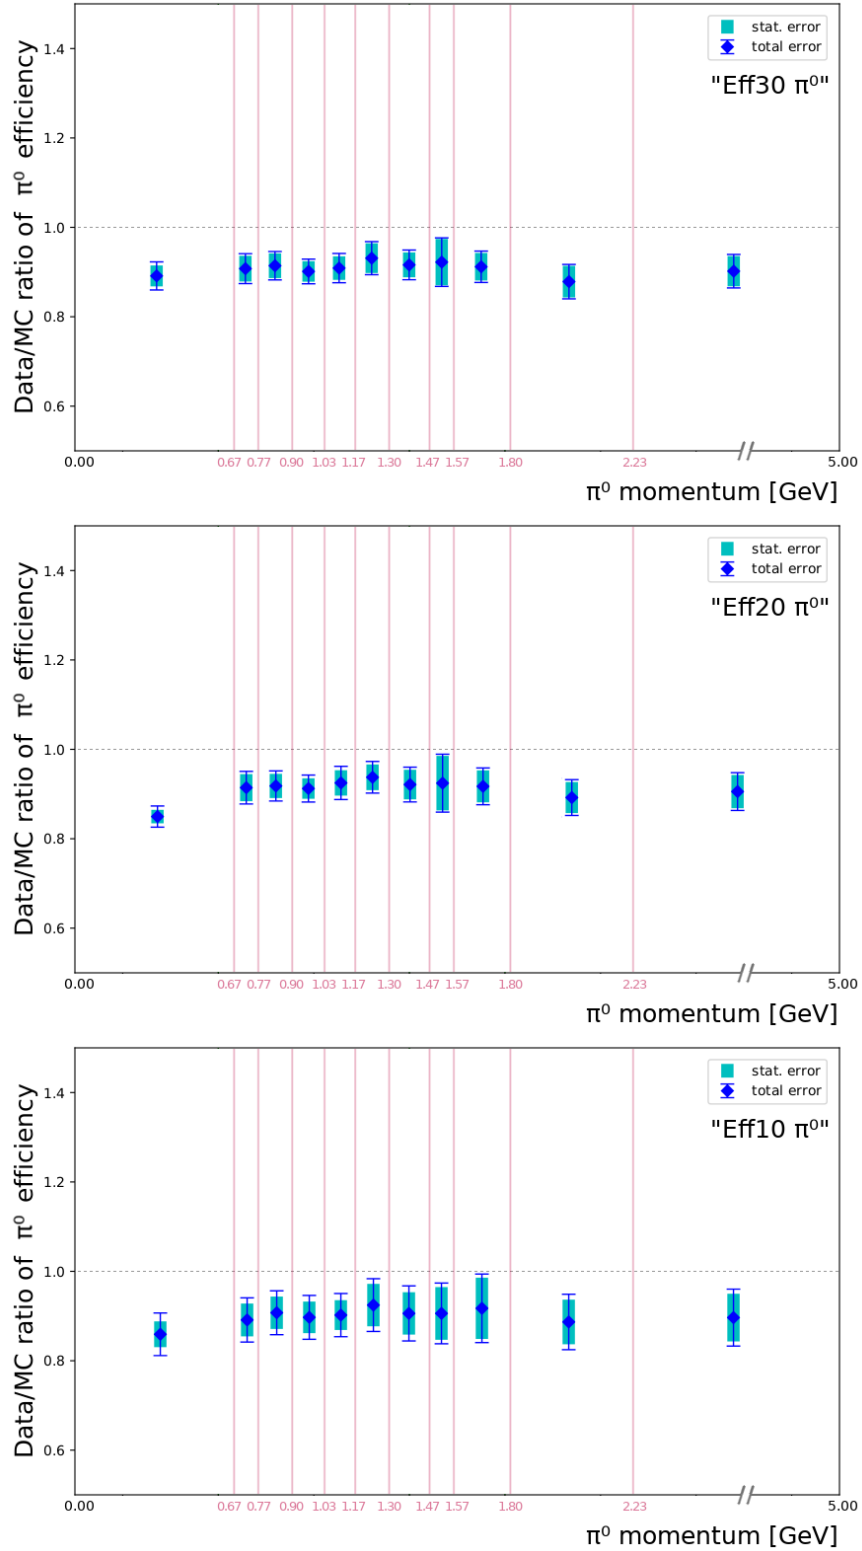 Data/MC ratio of π⁰ efficiency
1.4
1.2
1.0
0.8
0.6
stat. error
total error
"Eff30 π⁰"
0.00 0.67 0.77 0.90 1.03 1.17 1.30 1.47 1.57 1.80 2.23 5.00
π⁰ momentum [GeV]
Data/MC ratio of π⁰ efficiency
1.4
1.2
1.0
0.8
0.6
stat. error
total error
"Eff20 π⁰"
0.00 0.67 0.77 0.90 1.03 1.17 1.30 1.47 1.57 1.80 2.23 5.00
π⁰ momentum [GeV]
Data/MC ratio of π⁰ efficiency
1.4
1.2
1.0
0.8
0.6
stat. error
total error
"Eff10 π⁰"
0.00 0.67 0.77 0.90 1.03 1.17 1.30 1.47 1.57 1.80 2.23 5.00
π⁰ momentum [GeV]